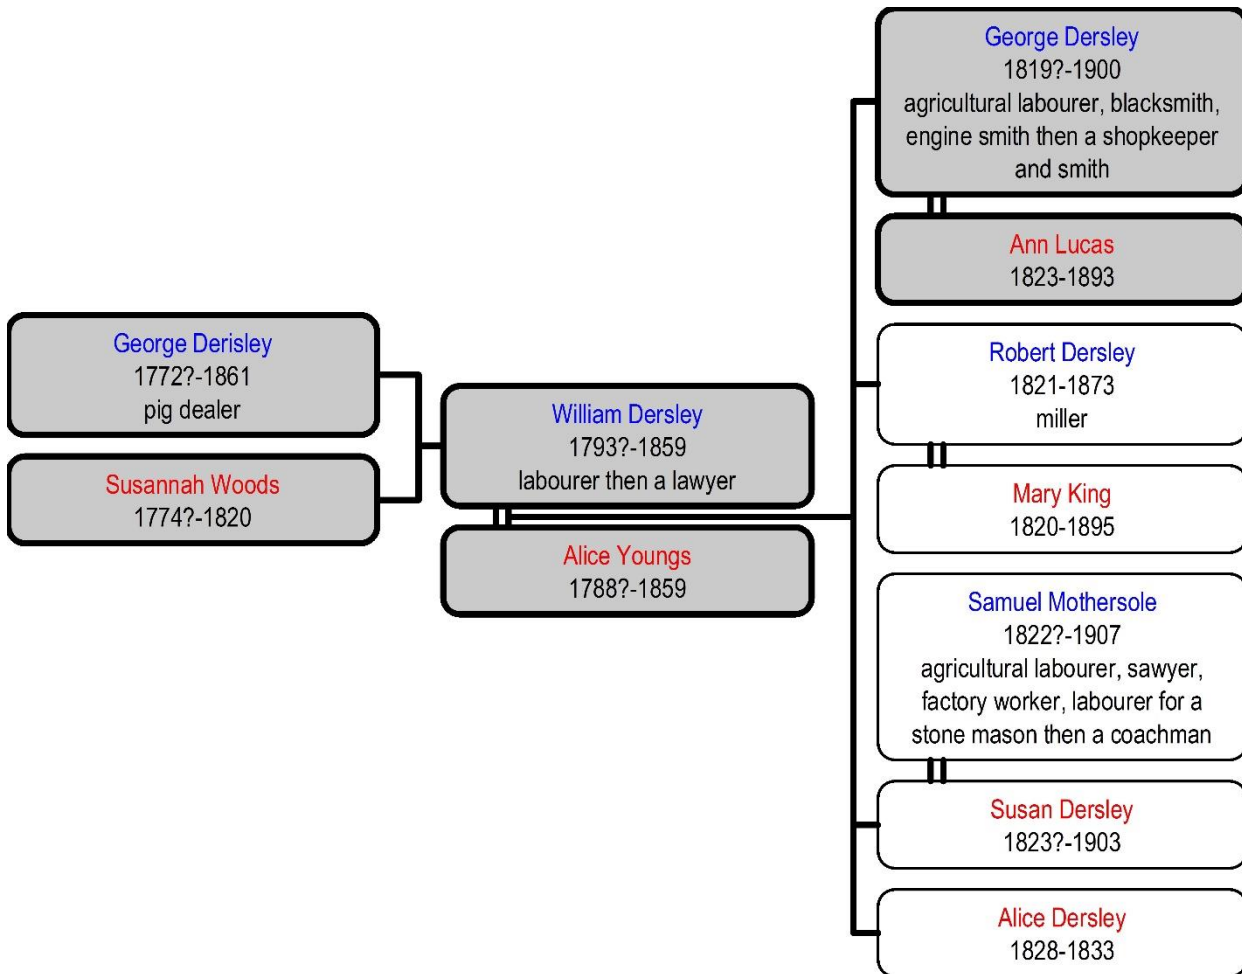 George Derisley
1772?-1861
pig dealer
Susannah Woods
1774?-1820
William Dersley
1793?-1859
labourer then a lawyer
Alice Youngs
1788?-1859
George Dersley
1819?-1900
agricultural labourer, blacksmith,
engine smith then a shopkeeper
and smith
Ann Lucas
1823-1893
Robert Dersley
1821-1873
miller
Mary King
1820-1895
Samuel Mothersole
1822?-1907
agricultural labourer, sawyer,
factory worker, labourer for a
stone mason then a coachman
Susan Dersley
1823?-1903
Alice Dersley
1828-1833